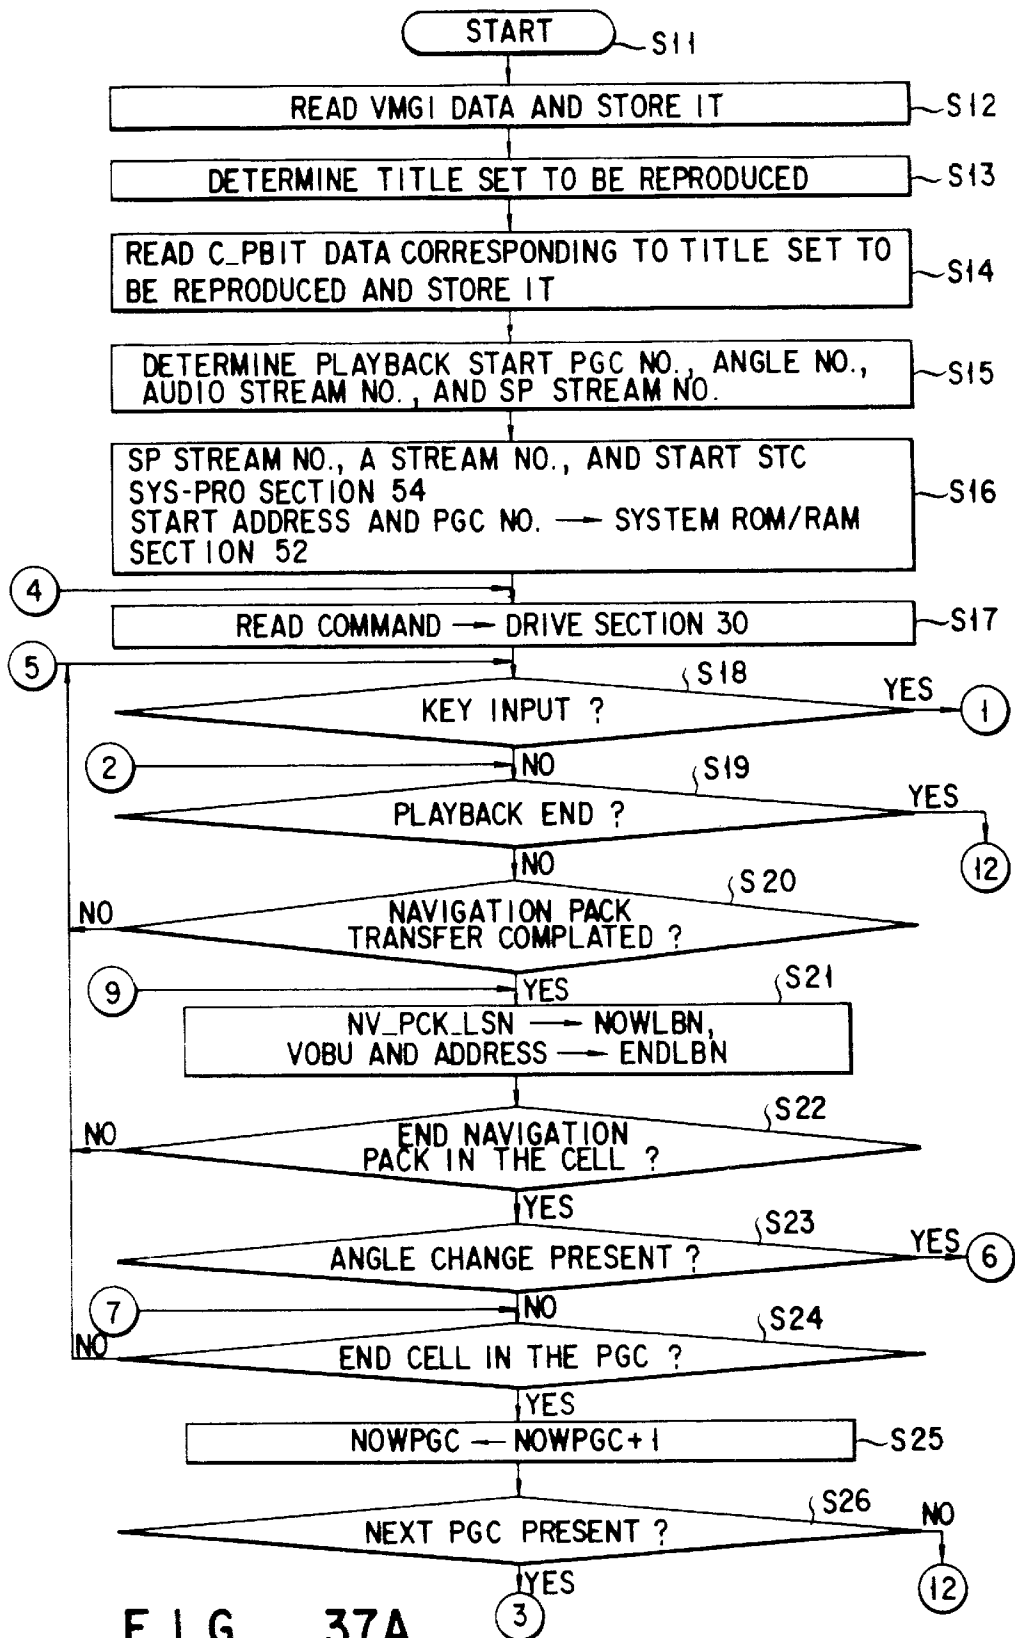 START
S11
READ VMGI DATA AND STORE IT
S12
DETERMINE TITLE SET TO BE REPRODUCED
S13
READ C_PBIT DATA CORRESPONDING TO TITLE SET TO
BE REPRODUCED AND STORE IT
S14
DETERMINE PLAYBACK START PGC NO., ANGLE NO.,
AUDIO STREAM NO., AND SP STREAM NO.
S15
SP STREAM NO., A STREAM NO., AND START STC
SYS-PRO SECTION 54
START ADDRESS AND PGC NO. → SYSTEM ROM/RAM
SECTION 52
S16
4
READ COMMAND → DRIVE SECTION 30
S17
5
S18
KEY INPUT ?
YES
1
2
NO
S19
PLAYBACK END ?
YES
12
NO
S20
NAVIGATION PACK
TRANSFER COMPLATED ?
NO
9
YES
S21
NV_PCK_LSN → NOWLBN,
VOBU AND ADDRESS → ENDLBN
S22
END NAVIGATION
PACK IN THE CELL ?
NO
YES
S23
ANGLE CHANGE PRESENT ?
YES
6
7
NO
S24
END CELL IN THE PGC ?
NO
YES
NOWPGC ← NOWPGC+1
S25
S26
NEXT PGC PRESENT ?
NO
12
YES
3
FIG. 37A